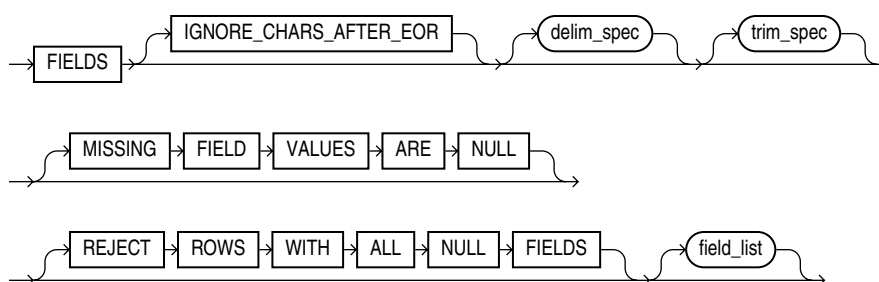 FIELDS IGNORE_CHARS_AFTER_EOR delim_spec trim_spec
MISSING FIELD VALUES ARE NULL
REJECT ROWS WITH ALL NULL FIELDS field_list